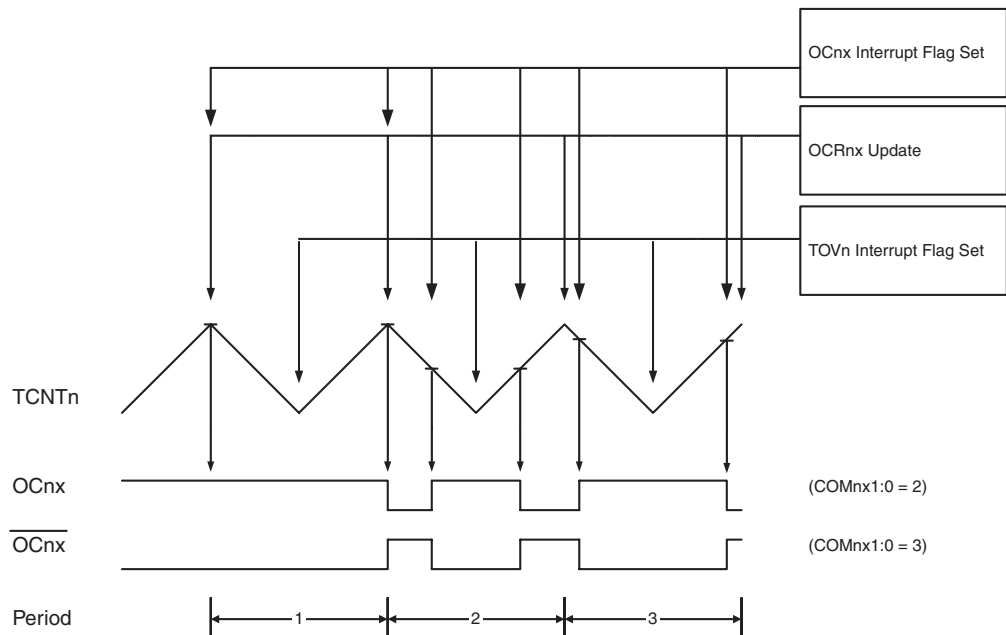 OCnx Interrupt Flag Set
OCRnx Update
TOVn Interrupt Flag Set
TCNTn
OCnx
(COMnx1:0 = 2)
OCnx
(COMnx1:0 = 3)
Period
1
2
3